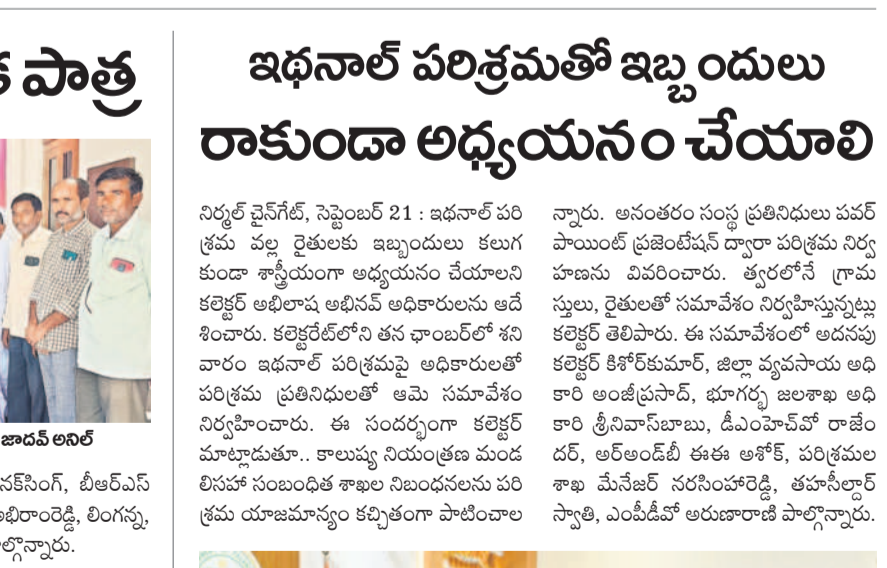 పాత్ర
జాదవ్ అనిల్
నక్‌సింగ్, బీఆర్ఎస్
అభిరాంరెడ్డి, లింగన్న,
ల్గొన్నారు.
ఇథనాల్ పరిశ్రమతో ఇబ్బందులు
రాకుండా అధ్యయనం చేయాలి
నిర్మల్ చైన్‌గేట్, సెప్టెంబర్ 21 : ఇథనాల్ పరి
శ్రమ వల్ల రైతులకు ఇబ్బందులు కలుగ
కుండా శాస్త్రీయంగా అధ్యయనం చేయాలని
కలెక్టర్ అభిలాష అభినవ్ అధికారులను ఆదే
శించారు. కలెక్టరేట్‌లోని తన ఛాంబర్‌లో శని
వారం ఇథనాల్ పరిశ్రమపై అధికారులతో
పరిశ్రమ ప్రతినిధులతో ఆమె సమావేశం
నిర్వహించారు. ఈ సందర్భంగా కలెక్టర్
మాట్లాడుతూ.. కాలుష్య నియంత్రణ మండ
లిసహా సంబంధిత శాఖల నిబంధనలను పరి
శ్రమ యాజమాన్యం కచ్చితంగా పాటించాల
న్నారు. అనంతరం సంస్థ ప్రతినిధులు పవర్
పాయింట్ ప్రజెంటేషన్ ద్వారా పరిశ్రమ నిర్వ
హణను వివరించారు. త్వరలోనే గ్రామ
స్తులు, రైతులతో సమావేశం నిర్వహిస్తున్నట్లు
కలెక్టర్ తెలిపారు. ఈ సమావేశంలో అదనపు
కలెక్టర్ కిశోర్‌కుమార్, జిల్లా వ్యవసాయ అధి
కారి అంజీప్రసాద్, భూగర్భ జలశాఖ అధి
కారి శ్రీనివాస్‌బాబు, డీఎంహెచ్‌వో రాజేం
దర్, అర్అండ్‌బీ ఈఈ అశోక్, పరిశ్రమల
శాఖ మేనేజర్ నరసింహారెడ్డి, తహసీల్దార్
స్వాతి, ఎంపీడీవో అరుణారాణి పాల్గొన్నారు.